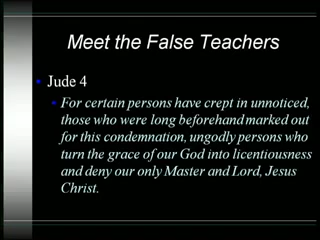 Meet the False Teachers
Jude 4
For certain persons have crept in unnoticed,
those who were long beforehand marked out
for this condemnation, ungodly persons who
turn the grace of our God into licentiousness
and deny our only Master and Lord, Jesus
Christ.